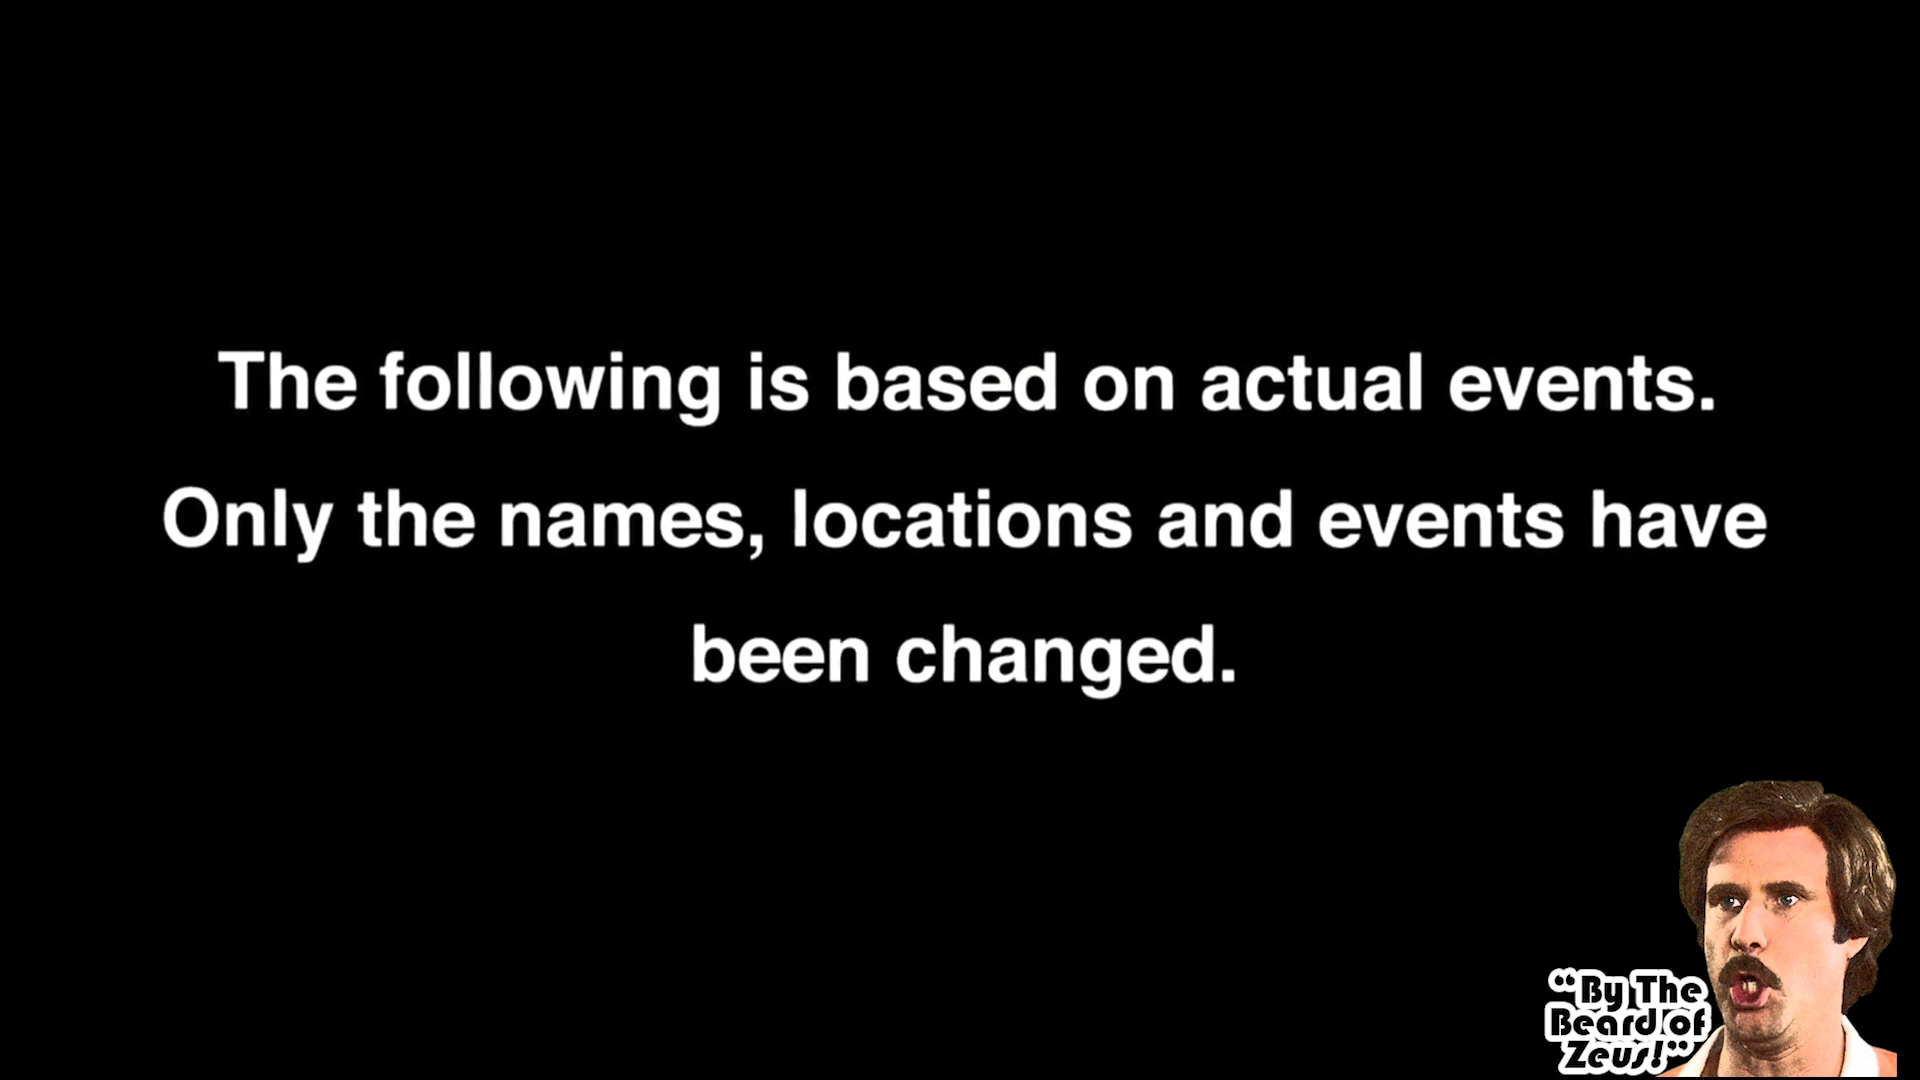 The following is based on actual events.
Only the names, locations and events have
been changed.
“By The
Beard of
Zeus!”